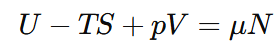 U − TS + pV = μN